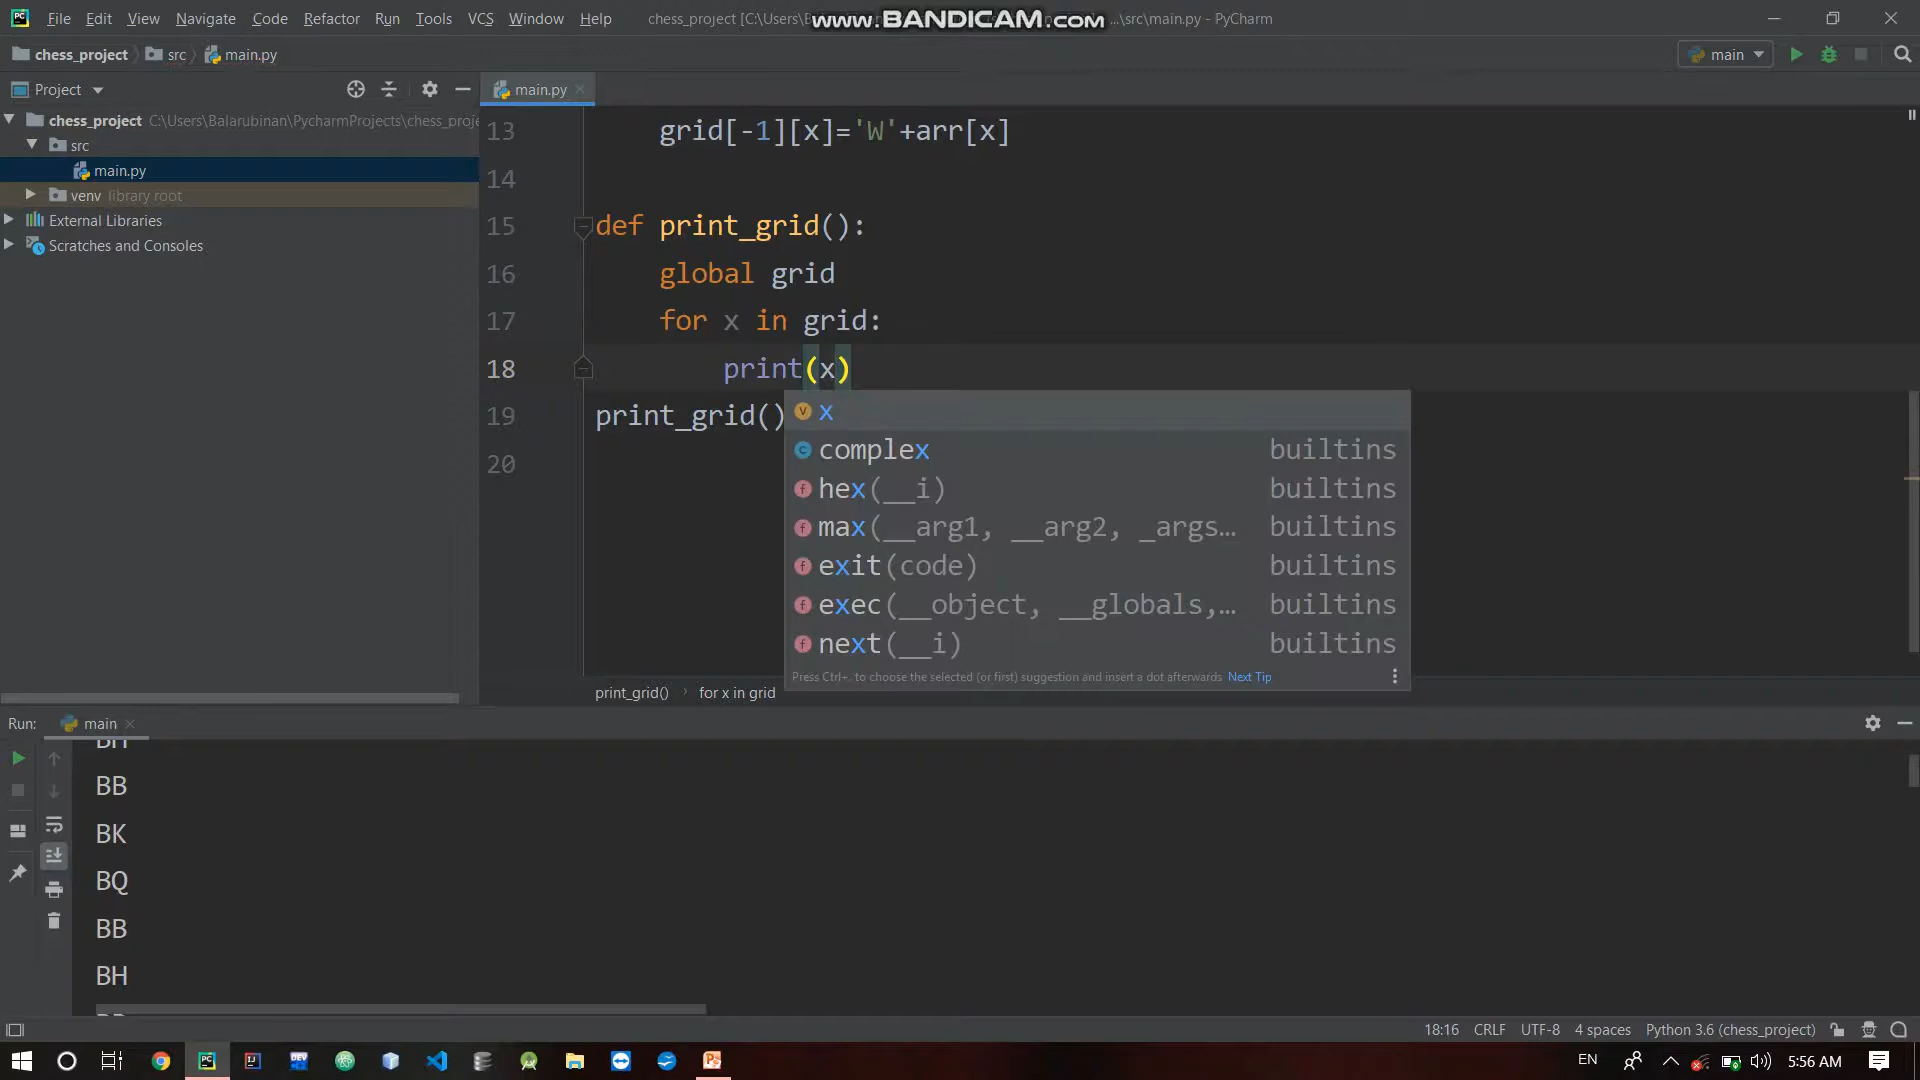 File Edit View Navigate Code Refactor Run Tools VCS Window Help chess_project [C:\Users\B ...\src\main.py - PyCharm
www.BANDICAM.com
chess_project src main.py
main
Project
main.py
chess_project C:\Users\Balarubinan\PycharmProjects\chess_proje
src
main.py
venv library root
External Libraries
Scratches and Consoles
13 grid[-1][x]='W'+arr[x]
14
15 def print_grid():
16 global grid
17 for x in grid:
18 print(x)
19 print_grid()
20
x
complex builtins
hex(__i) builtins
max(__arg1, __arg2, _args… builtins
exit(code) builtins
exec(__object, __globals,… builtins
next(__i) builtins
Press Ctrl+. to choose the selected (or first) suggestion and insert a dot afterwards Next Tip
print_grid() for x in grid
Run: main
BH
BB
BK
BQ
BB
BH
18:16 CRLF UTF-8 4 spaces Python 3.6 (chess_project)
EN 5:56 AM